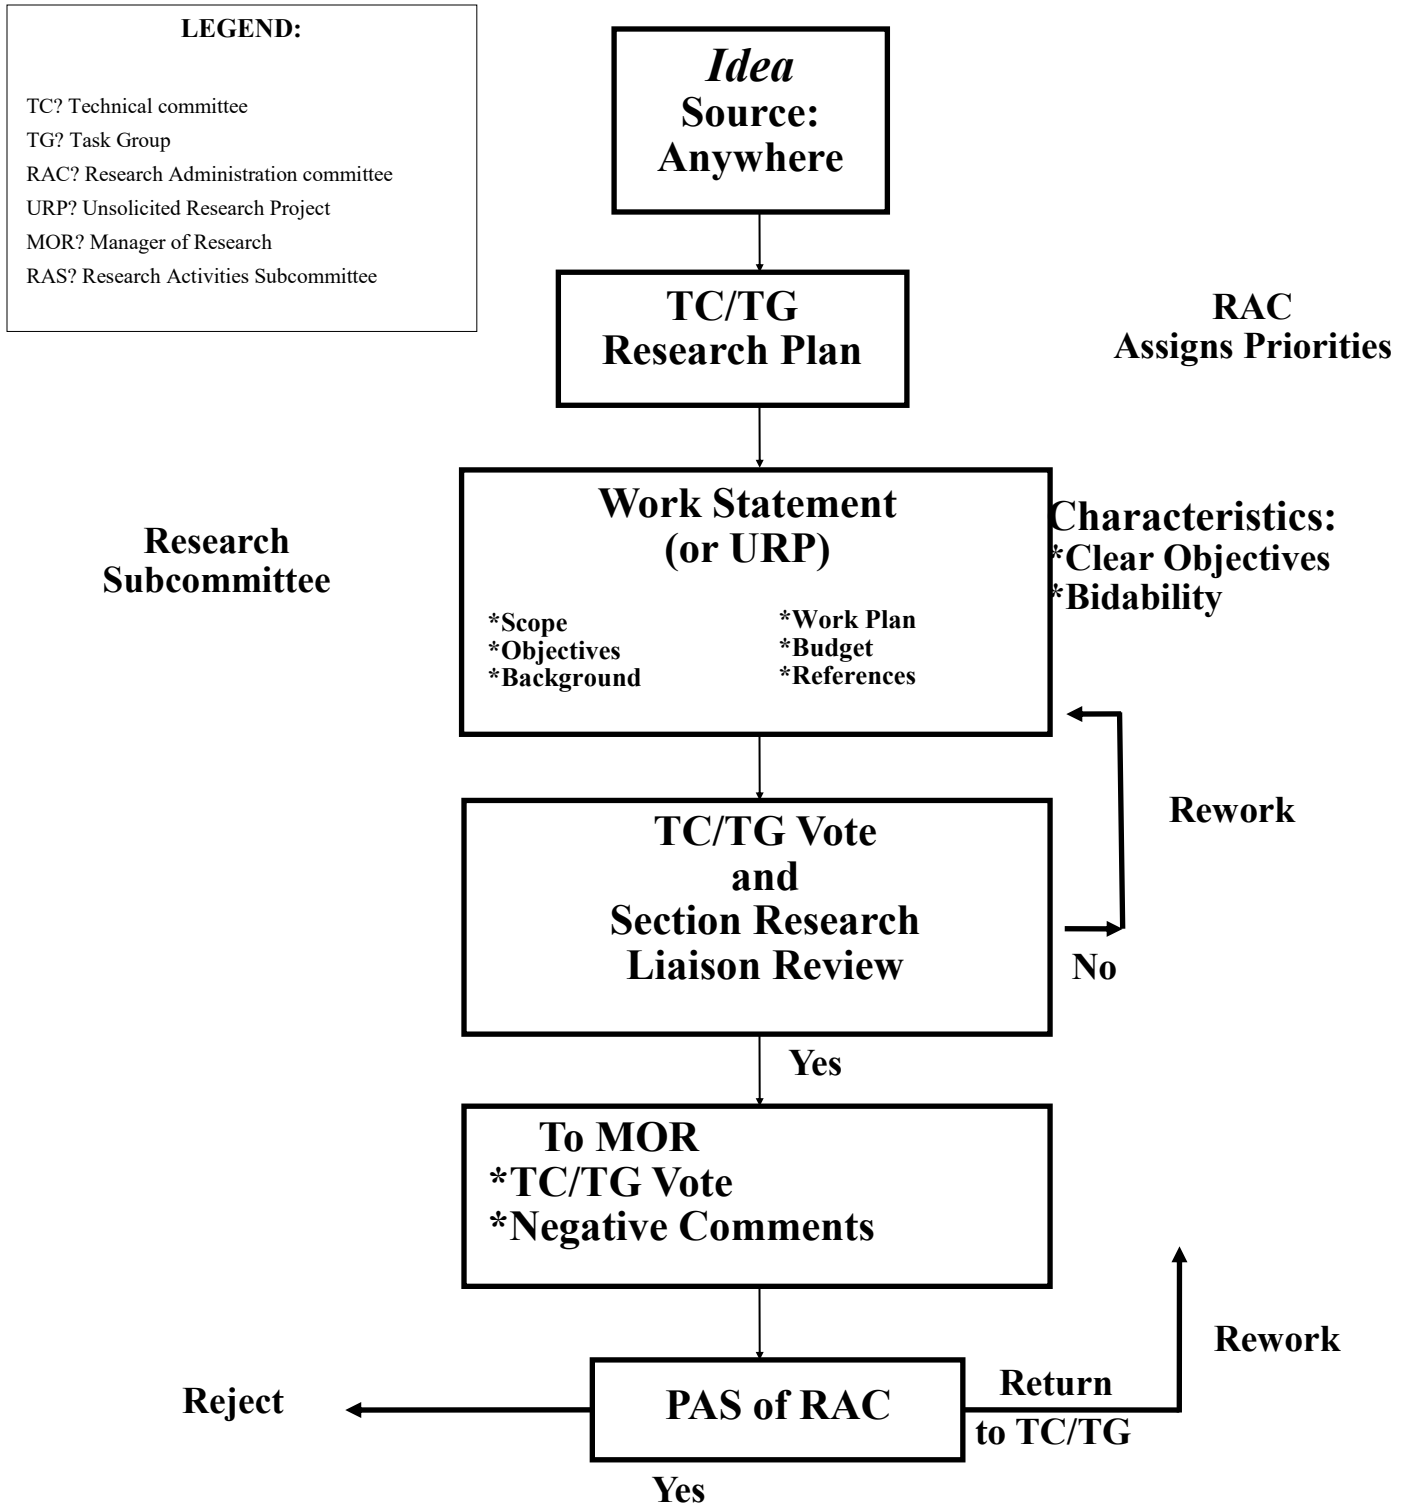 LEGEND:
TC? Technical committee
TG? Task Group
RAC? Research Administration committee
URP? Unsolicited Research Project
MOR? Manager of Research
RAS? Research Activities Subcommittee
Idea
Source:
Anywhere
TC/TG
Research Plan
RAC
Assigns Priorities
Work Statement
(or URP)
*Scope
*Objectives
*Background
*Work Plan
*Budget
*References
Research
Subcommittee
Characteristics:
*Clear Objectives
*Bidability
TC/TG Vote
and
Section Research
Liaison Review
Rework
No
Yes
To MOR
*TC/TG Vote
*Negative Comments
Rework
Reject
PAS of RAC
Return
to TC/TG
Yes